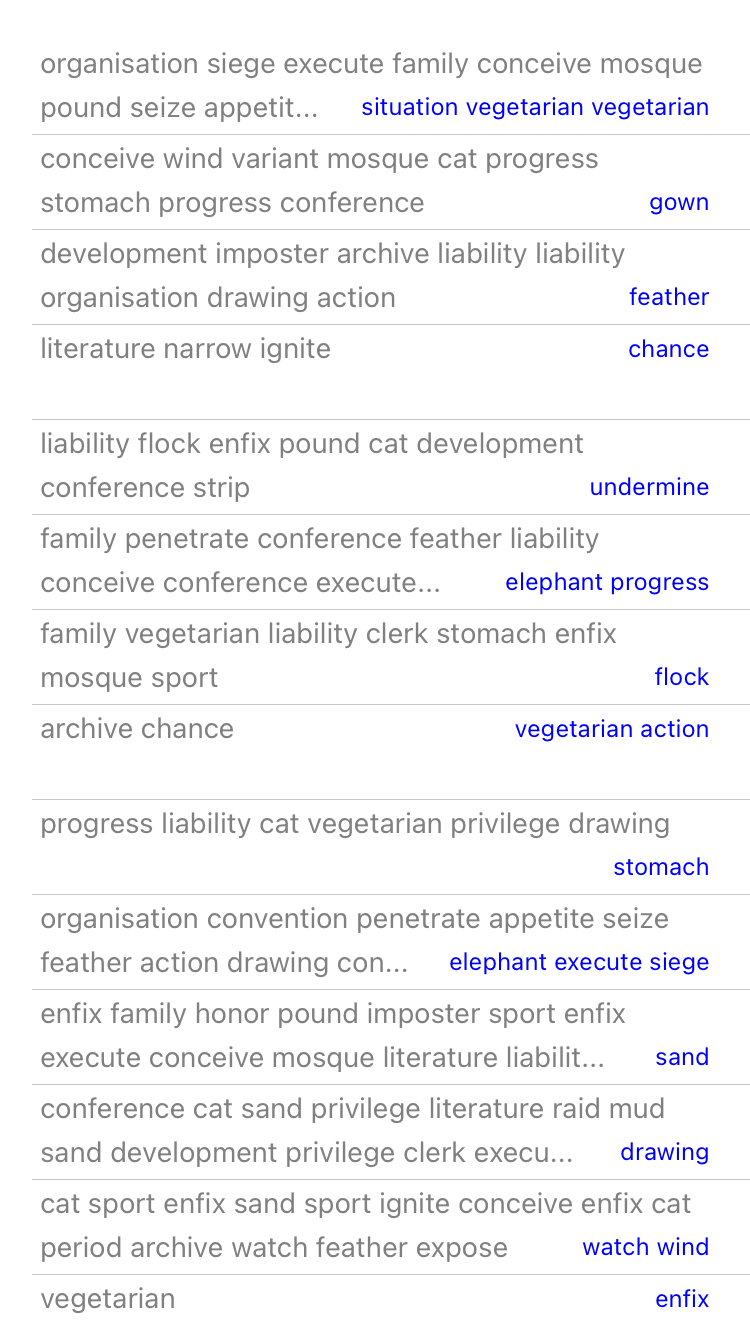 organisation siege execute family conceive mosque
pound seize appetit... situation vegetarian vegetarian
conceive wind variant mosque cat progress
stomach progress conference gown
development imposter archive liability liability
organisation drawing action feather
literature narrow ignite chance
liability flock enfix pound cat development
conference strip undermine
family penetrate conference feather liability
conceive conference execute... elephant progress
family vegetarian liability clerk stomach enfix
mosque sport flock
archive chance vegetarian action
progress liability cat vegetarian privilege drawing
stomach
organisation convention penetrate appetite seize
feather action drawing con... elephant execute siege
enfix family honor pound imposter sport enfix
execute conceive mosque literature liabilit... sand
conference cat sand privilege literature raid mud
sand development privilege clerk execu... drawing
cat sport enfix sand sport ignite conceive enfix cat
period archive watch feather expose watch wind
vegetarian enfix